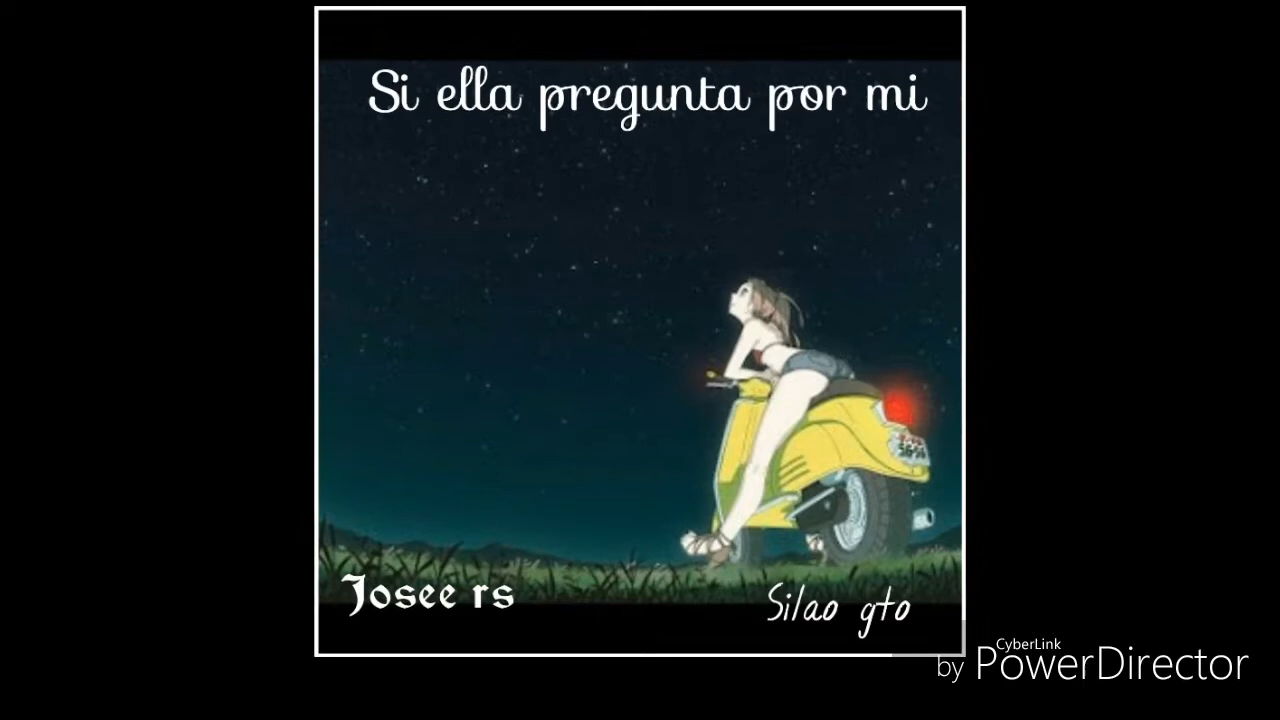 Si ella pregunta por mi
Josee rs
Silao gto
CyberLink
by PowerDirector